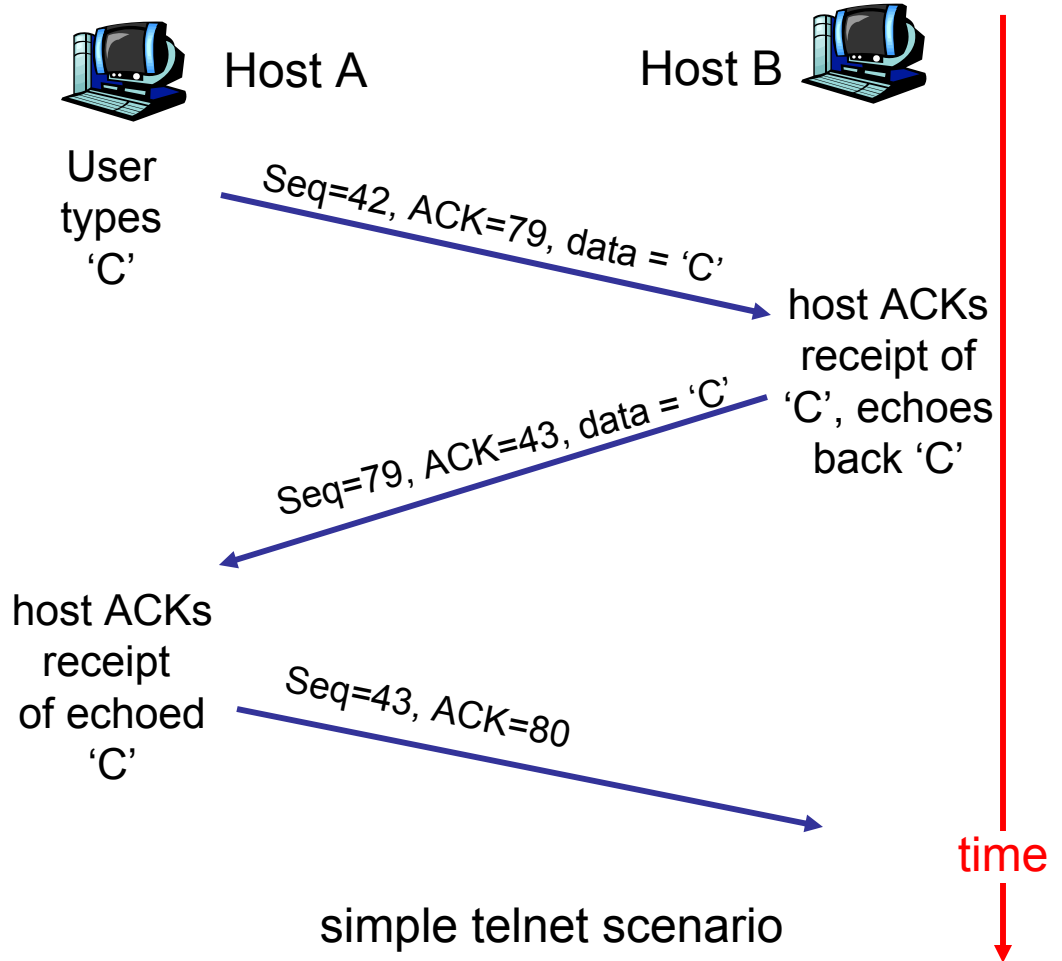 Host A
Host B
User
types
‘C’
Seq=42, ACK=79, data = ‘C’
host ACKs
receipt of
‘C’, echoes
back ‘C’
Seq=79, ACK=43, data = ‘C’
host ACKs
receipt
of echoed
‘C’
Seq=43, ACK=80
time
simple telnet scenario